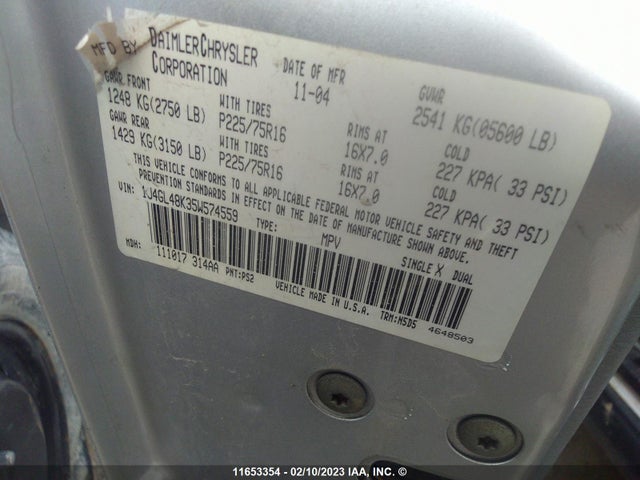 MFD BY DAIMLERCHRYSLER CORPORATION
DATE OF MFR 11-04
GVWR 2541 KG(05600 LB)
GAWR FRONT WITH TIRES RIMS AT COLD
1248 KG(2750 LB) P225/75R16 16X7.0 227 KPA( 33 PSI)
GAWR REAR WITH TIRES RIMS AT COLD
1429 KG(3150 LB) P225/75R16 16X7.0 227 KPA( 33 PSI)
THIS VEHICLE CONFORMS TO ALL APPLICABLE FEDERAL MOTOR VEHICLE SAFETY AND THEFT
PREVENTION STANDARDS IN EFFECT ON THE DATE OF MANUFACTURE SHOWN ABOVE.
VIN: 1J4GL48K35W574559 TYPE: MPV SINGLE X DUAL
MDH: 111017 314AA PNT:PS2 VEHICLE MADE IN U.S.A. TRM:N5D5 4648503
11653354 - 02/10/2023 IAA, INC. ©